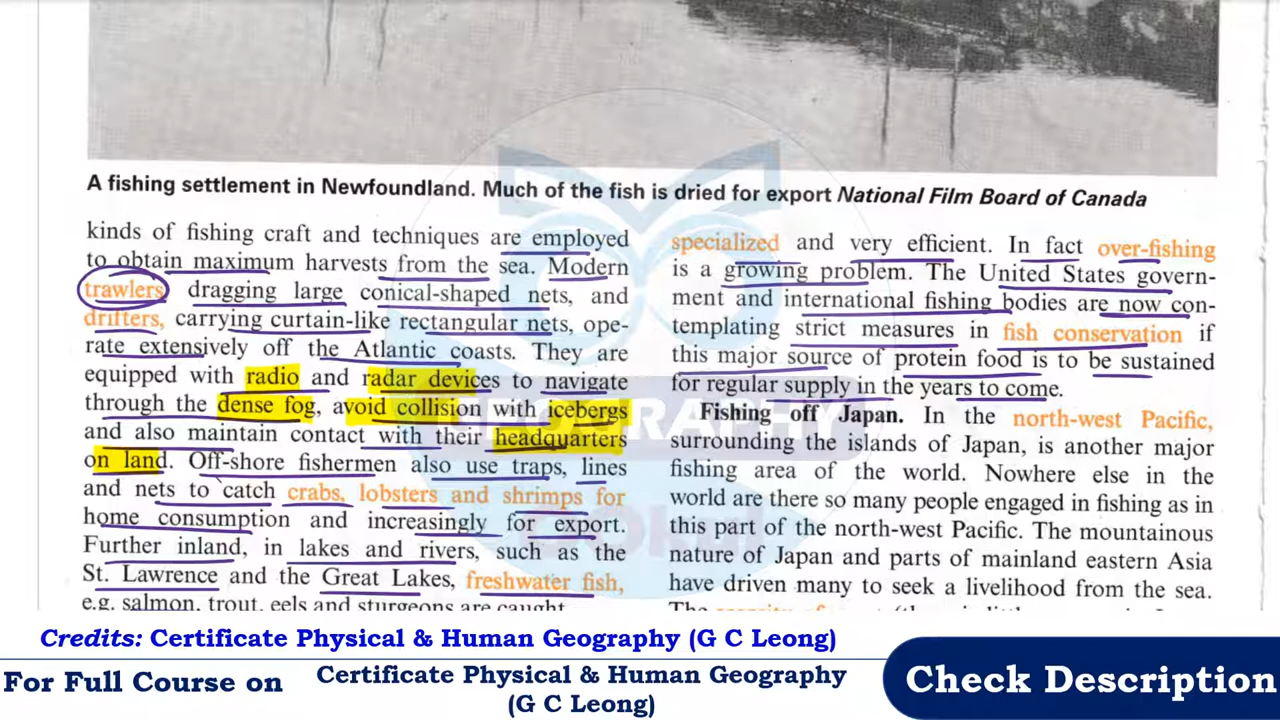 A fishing settlement in Newfoundland. Much of the fish is dried for export National Film Board of Canada
kinds of fishing craft and techniques are employed
to obtain maximum harvests from the sea. Modern
trawlers dragging large conical-shaped nets, and
drifters, carrying curtain-like rectangular nets, ope-
rate extensively off the Atlantic coasts. They are
equipped with radio and radar devices to navigate
through the dense fog, avoid collision with icebergs
and also maintain contact with their headquarters
on land. Off-shore fishermen also use traps, lines
and nets to catch crabs, lobsters and shrimps for
home consumption and increasingly for export.
Further inland, in lakes and rivers, such as the
St. Lawrence and the Great Lakes, freshwater fish,
e.g. salmon, trout, eels and sturgeons are caught
specialized and very efficient. In fact over-fishing
is a growing problem. The United States govern-
ment and international fishing bodies are now con-
templating strict measures in fish conservation if
this major source of protein food is to be sustained
for regular supply in the years to come.
Fishing off Japan. In the north-west Pacific,
surrounding the islands of Japan, is another major
fishing area of the world. Nowhere else in the
world are there so many people engaged in fishing as in
this part of the north-west Pacific. The mountainous
nature of Japan and parts of mainland eastern Asia
have driven many to seek a livelihood from the sea.
GEOGRAPHY
Credits: Certificate Physical & Human Geography (G C Leong)
For Full Course on
Certificate Physical & Human Geography
(G C Leong)
Check Description